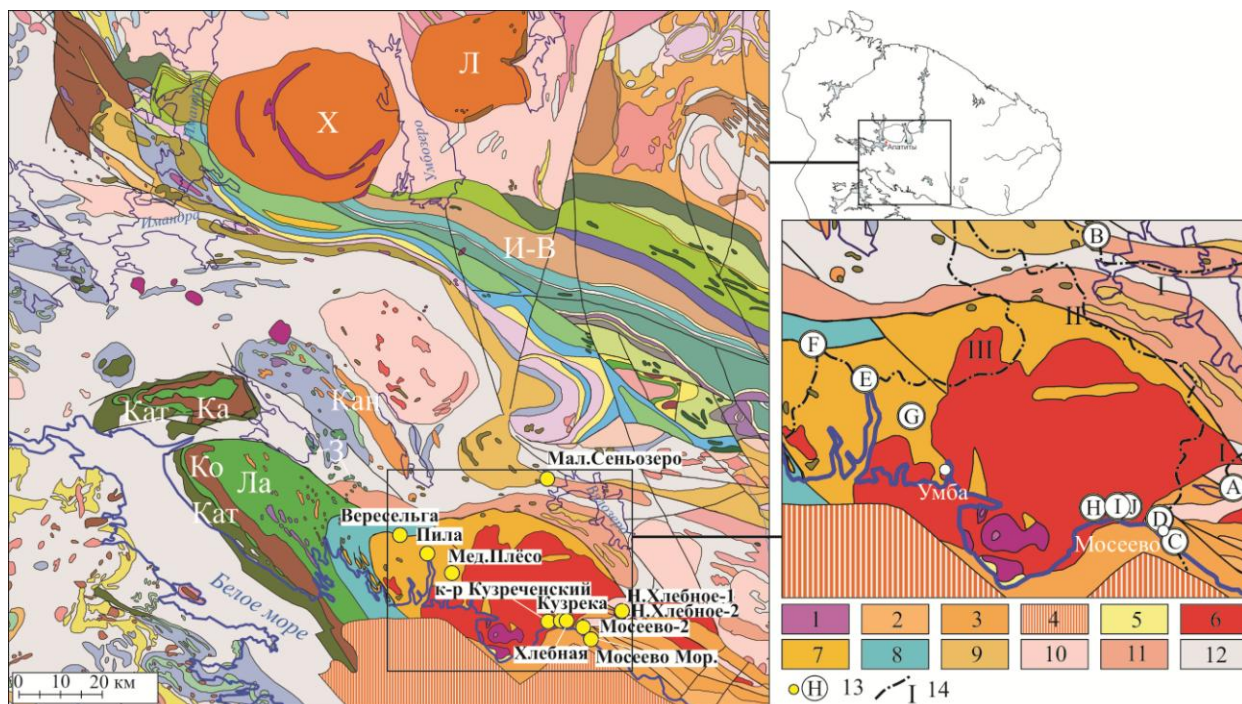 Х
Л
Умбозеро
Имандра
Имандра
И-В
Кат
Ка
Кан
З
Ко
Ла
Кат
Белое море
Мал.Сеньозеро
Вересельга
Пила
Мед.Плёсо
к-р Кузреченский
Кузрека
Н.Хлебное-1
Н.Хлебное-2
Мосеево-2
Хлебная
Мосеево Мор.
0 10 20 км
Апатиты
B
I
II
F
III
E
G
Умба
I
A
H I J
D
Мосеево
C
1 2 3 4 5 6
7 8 9 10 11 12
H 13 I 14